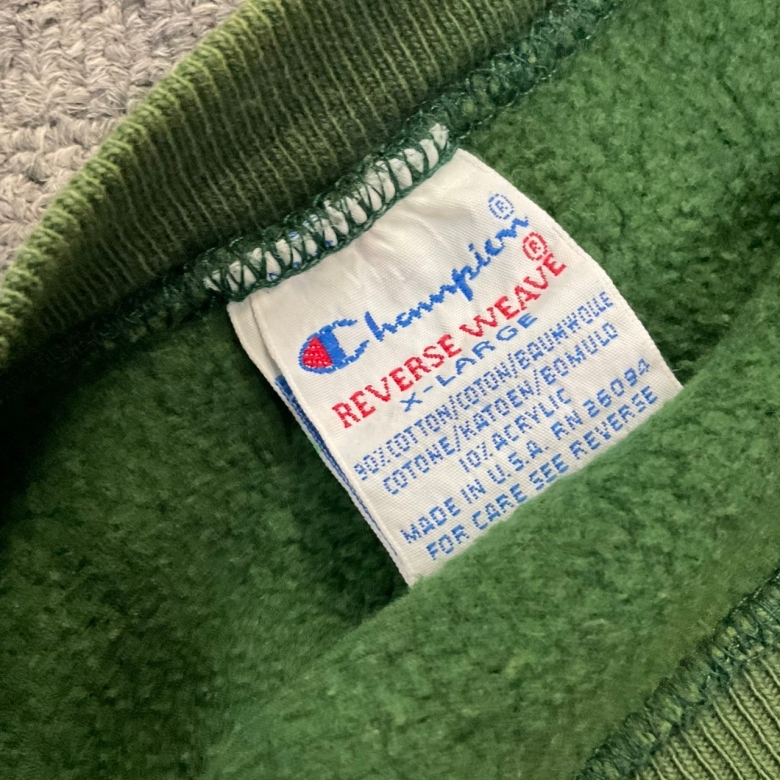 Champion®
REVERSE WEAVE®
X-LARGE
90%COTTON/COTON/BAUMWOLLE
COTONE/KATOEN/BOMULD
10%ACRYLIC
MADE IN U.S.A. RN 26094
FOR CARE SEE REVERSE